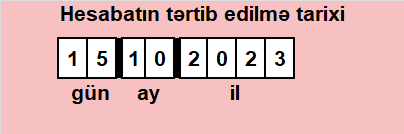 Hesabatın tərtib edilmə tarixi
1 5 1 0 2 0 2 3
gün ay il